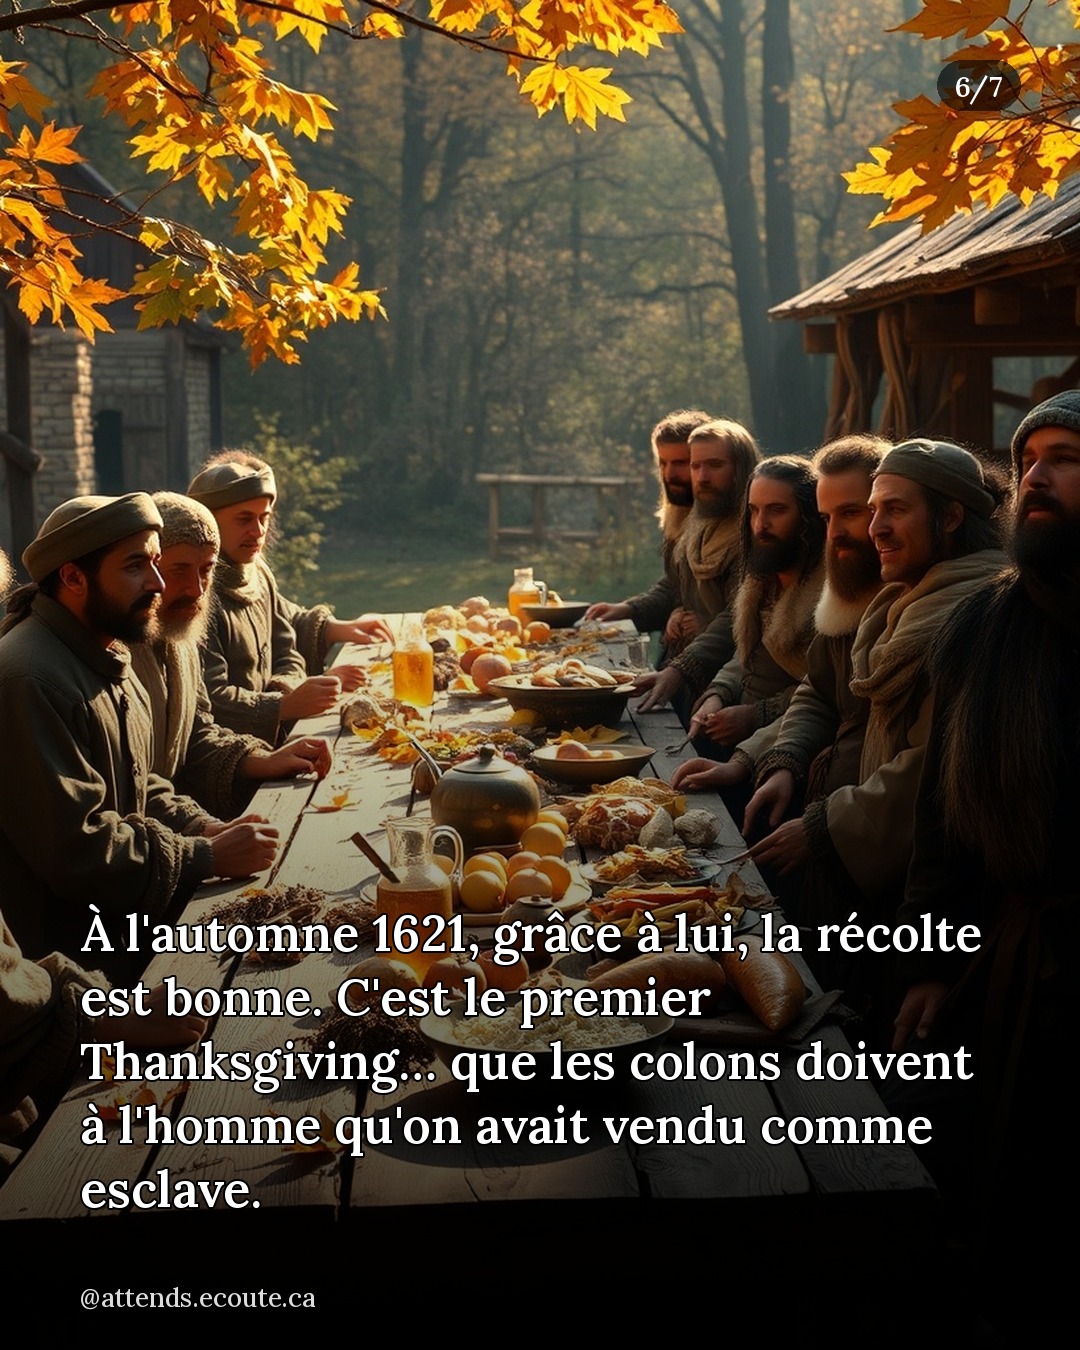 6/7
À l'automne 1621, grâce à lui, la récolte
est bonne. C'est le premier
Thanksgiving... que les colons doivent
à l'homme qu'on avait vendu comme
esclave.
@attends.ecoute.ca